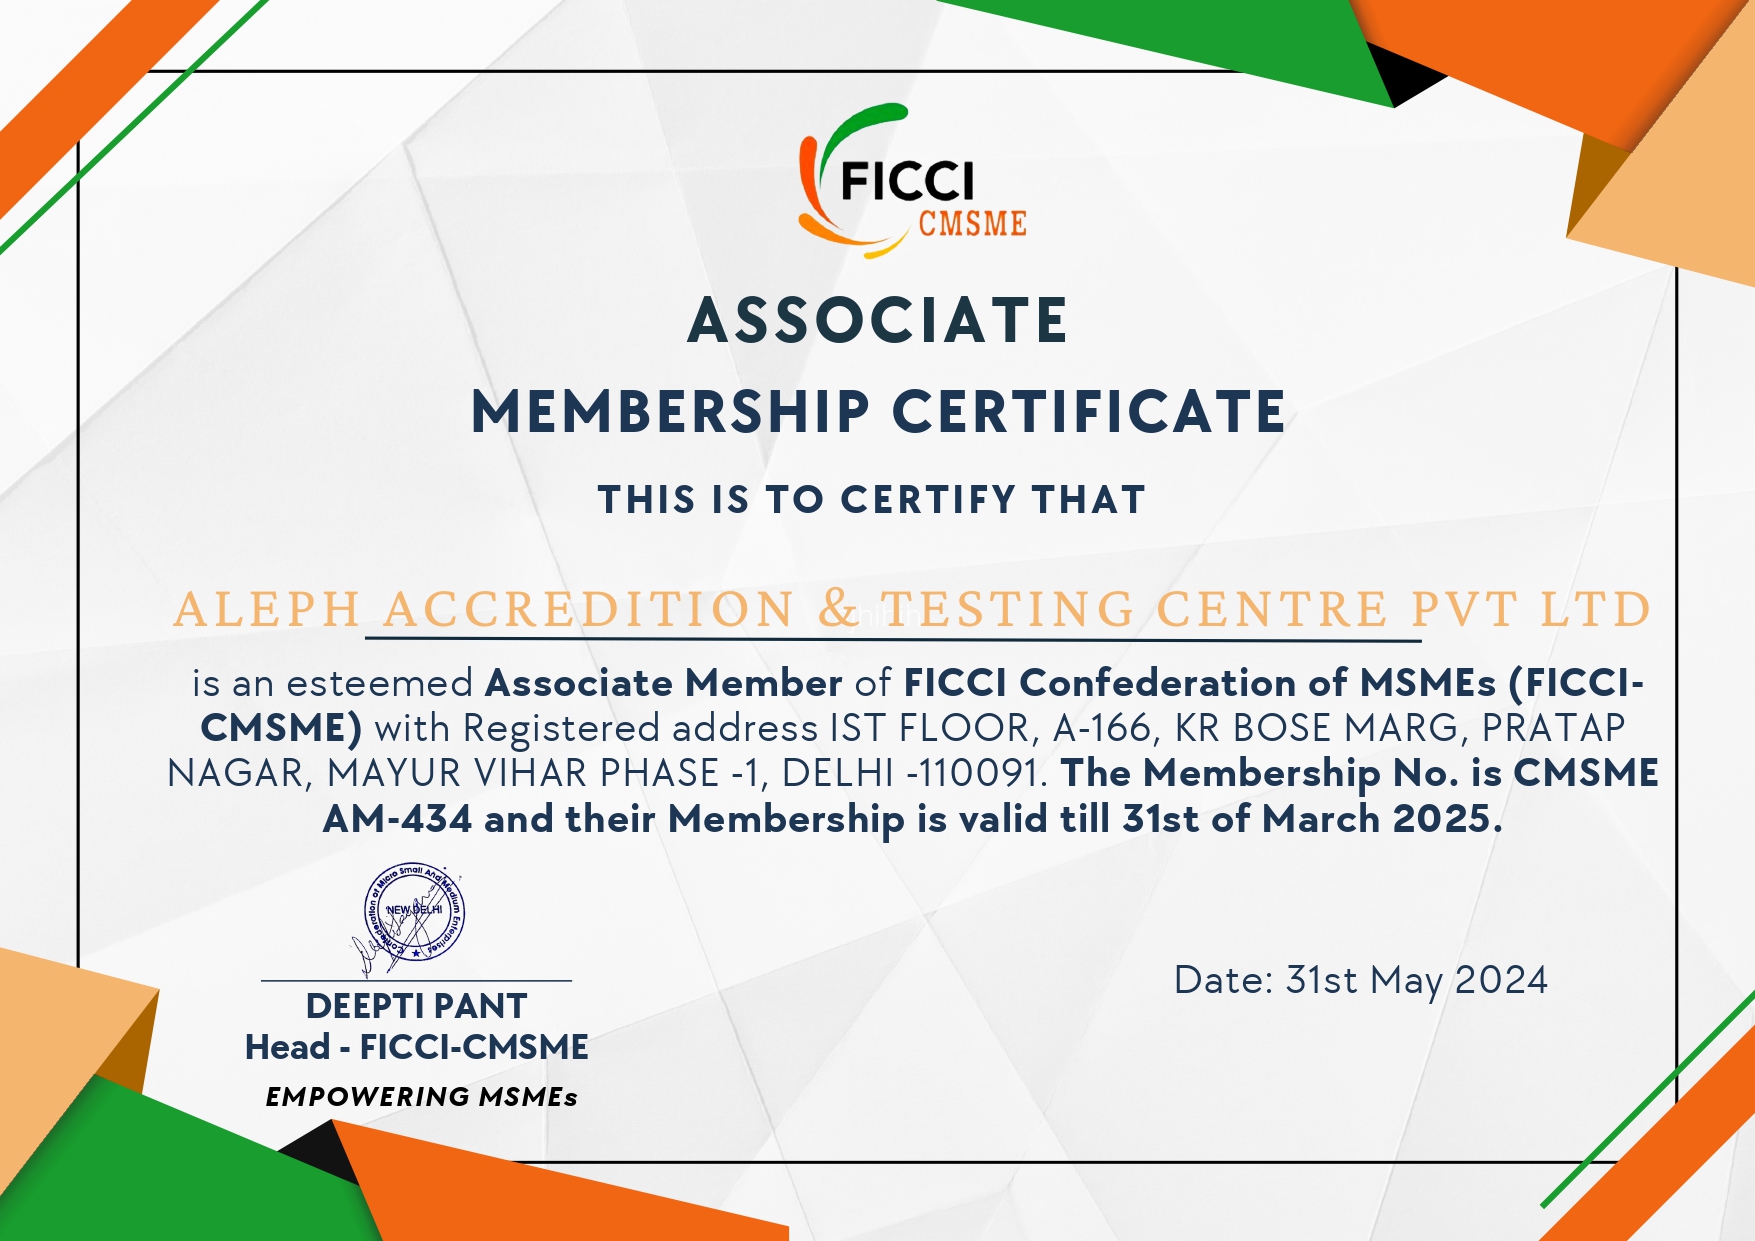 FICCI
CMSME
ASSOCIATE
MEMBERSHIP CERTIFICATE
THIS IS TO CERTIFY THAT
ALEPH ACCREDITION & TESTING CENTRE PVT LTD
is an esteemed Associate Member of FICCI Confederation of MSMEs (FICCI-
CMSME) with Registered address IST FLOOR, A-166, KR BOSE MARG, PRATAP
NAGAR, MAYUR VIHAR PHASE -1, DELHI -110091. The Membership No. is CMSME
AM-434 and their Membership is valid till 31st of March 2025.
Confederation of Micro Small And Medium Enterprises
NEW DELHI
Date: 31st May 2024
DEEPTI PANT
Head - FICCI-CMSME
EMPOWERING MSMEs